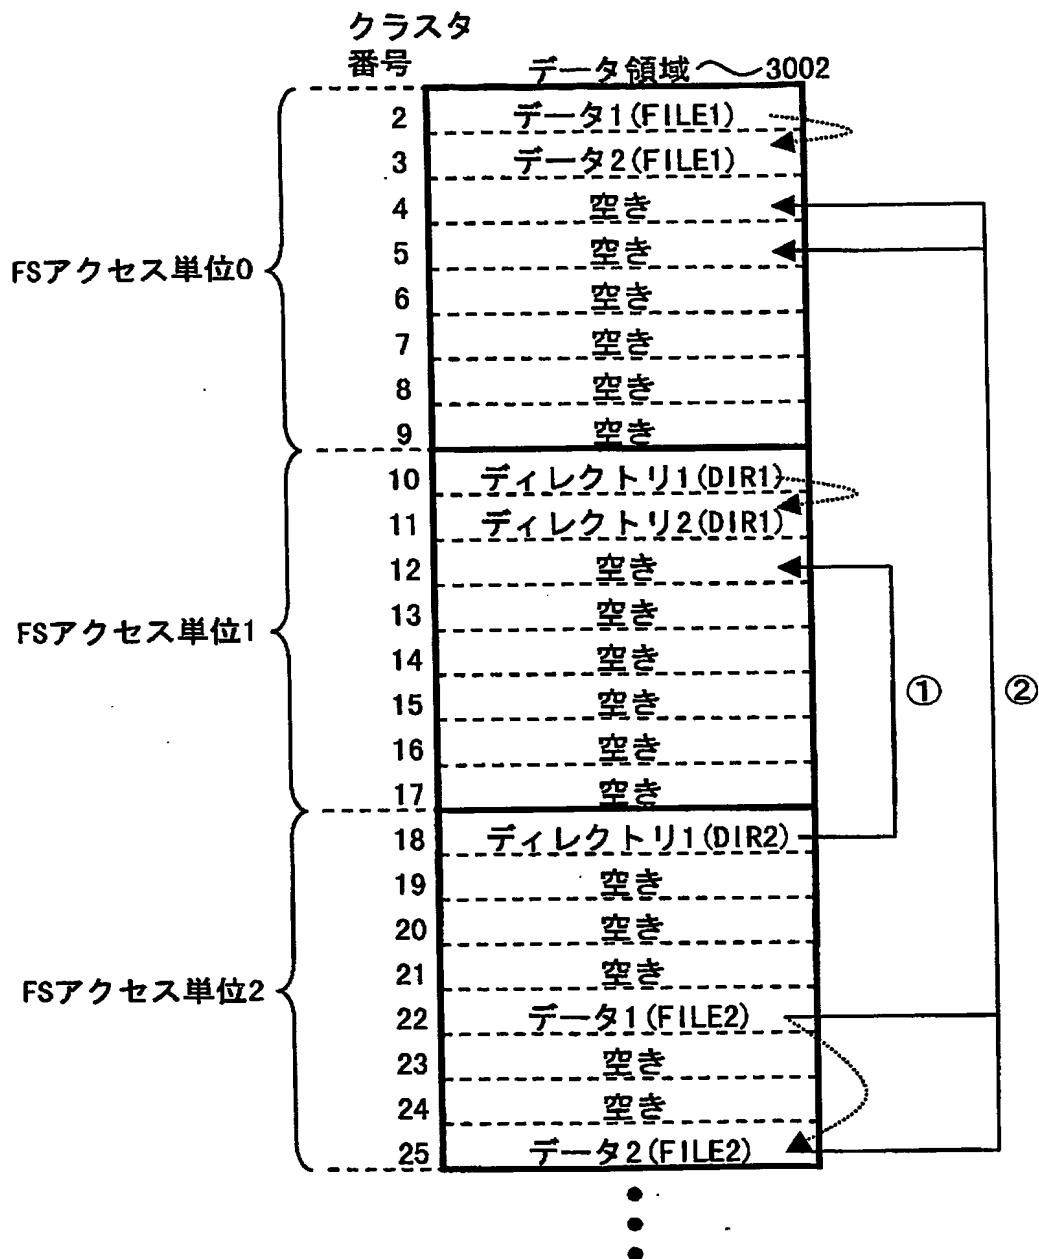 クラスタ
番号
データ領域 3002
2 データ1(FILE1)
3 データ2(FILE1)
4 空き
5 空き
FSアクセス単位0
6 空き
7 空き
8 空き
9 空き
10 ディレクトリ1(DIR1)
11 ディレクトリ2(DIR1)
12 空き
13 空き
FSアクセス単位1
14 空き
15 空き ① ②
16 空き
17 空き
18 ディレクトリ1(DIR2)
19 空き
20 空き
21 空き
FSアクセス単位2
22 データ1(FILE2)
23 空き
24 空き
25 データ2(FILE2)